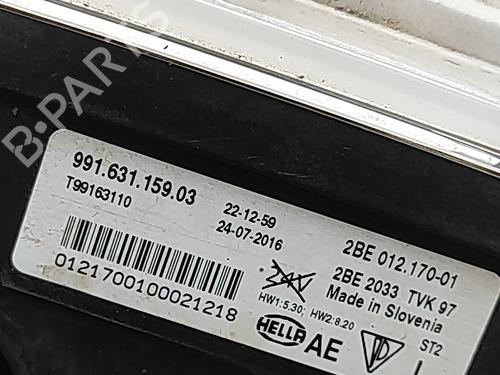 B-PARTS
991.631.159.03
T99163110
22-12-59
24-07-2016
2BE 012.170-01
2BE 2033 TVK 97
Made in Slovenia
24V
HW1:5.30; HW2:8.20
ST2
0121700100021218
HELLA
AE
L